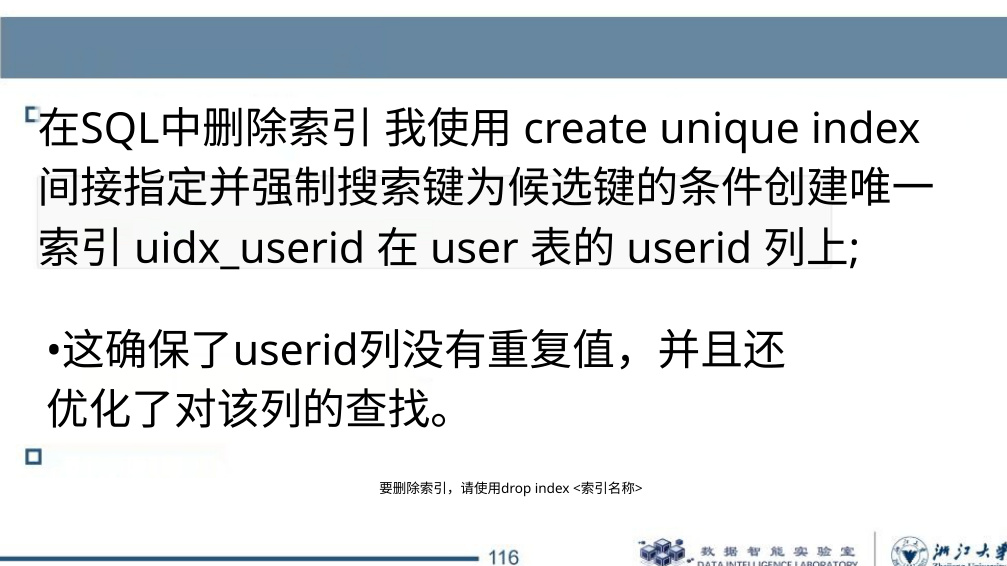 在SQL中删除索引 我使用 create unique index
间接指定并强制搜索键为候选键的条件创建唯一
索引 uidx_userid 在 user 表的 userid 列上;
•这确保了userid列没有重复值，并且还
优化了对该列的查找。
要删除索引，请使用drop index <索引名称>
116
数据智能实验室
DATA INTELLIGENCE LABORATORY
浙江大学